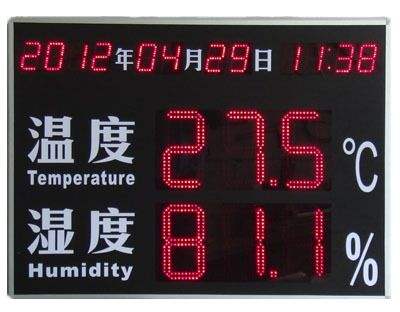 2012年04月29日 11:38
温度 27.5 ℃
Temperature
湿度 81.1 %
Humidity